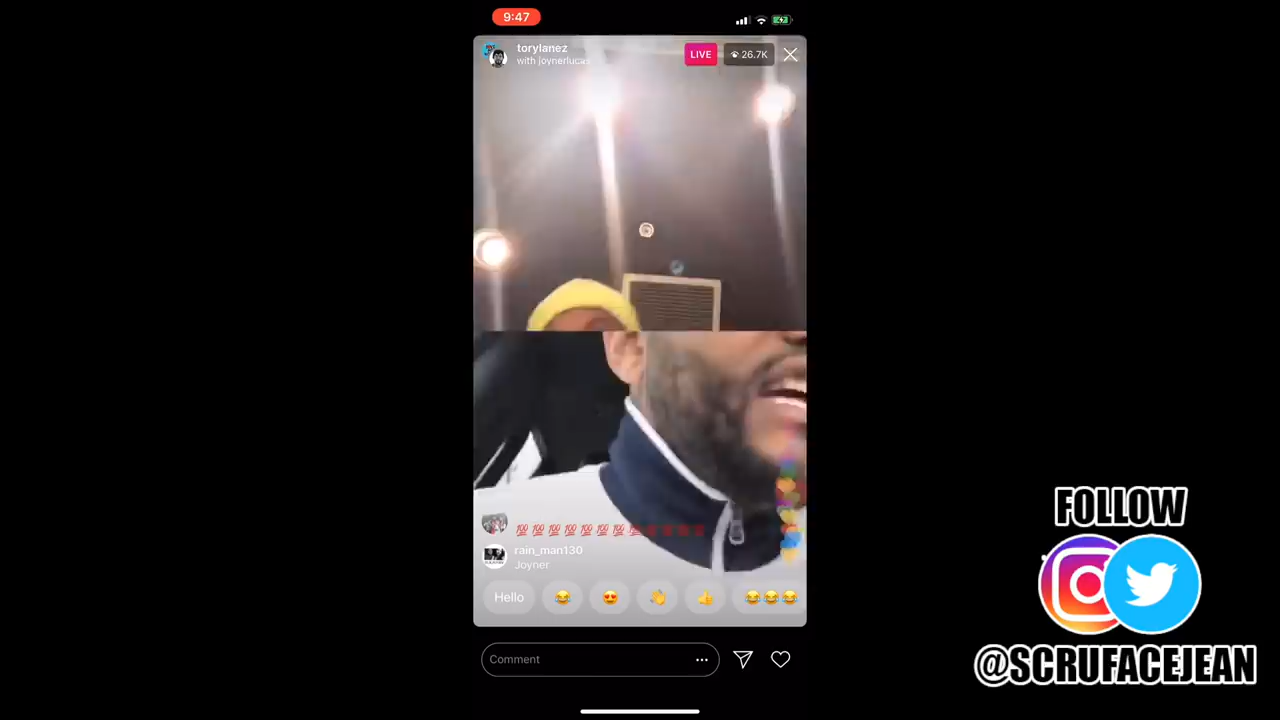 9:47
torylanez
with joynerlucas
LIVE
26.7K
💯💯💯💯💯💯💯💯💯💯💯💯
rain_man130
Joyner
Hello
Comment
FOLLOW
@SCRUFACEJEAN